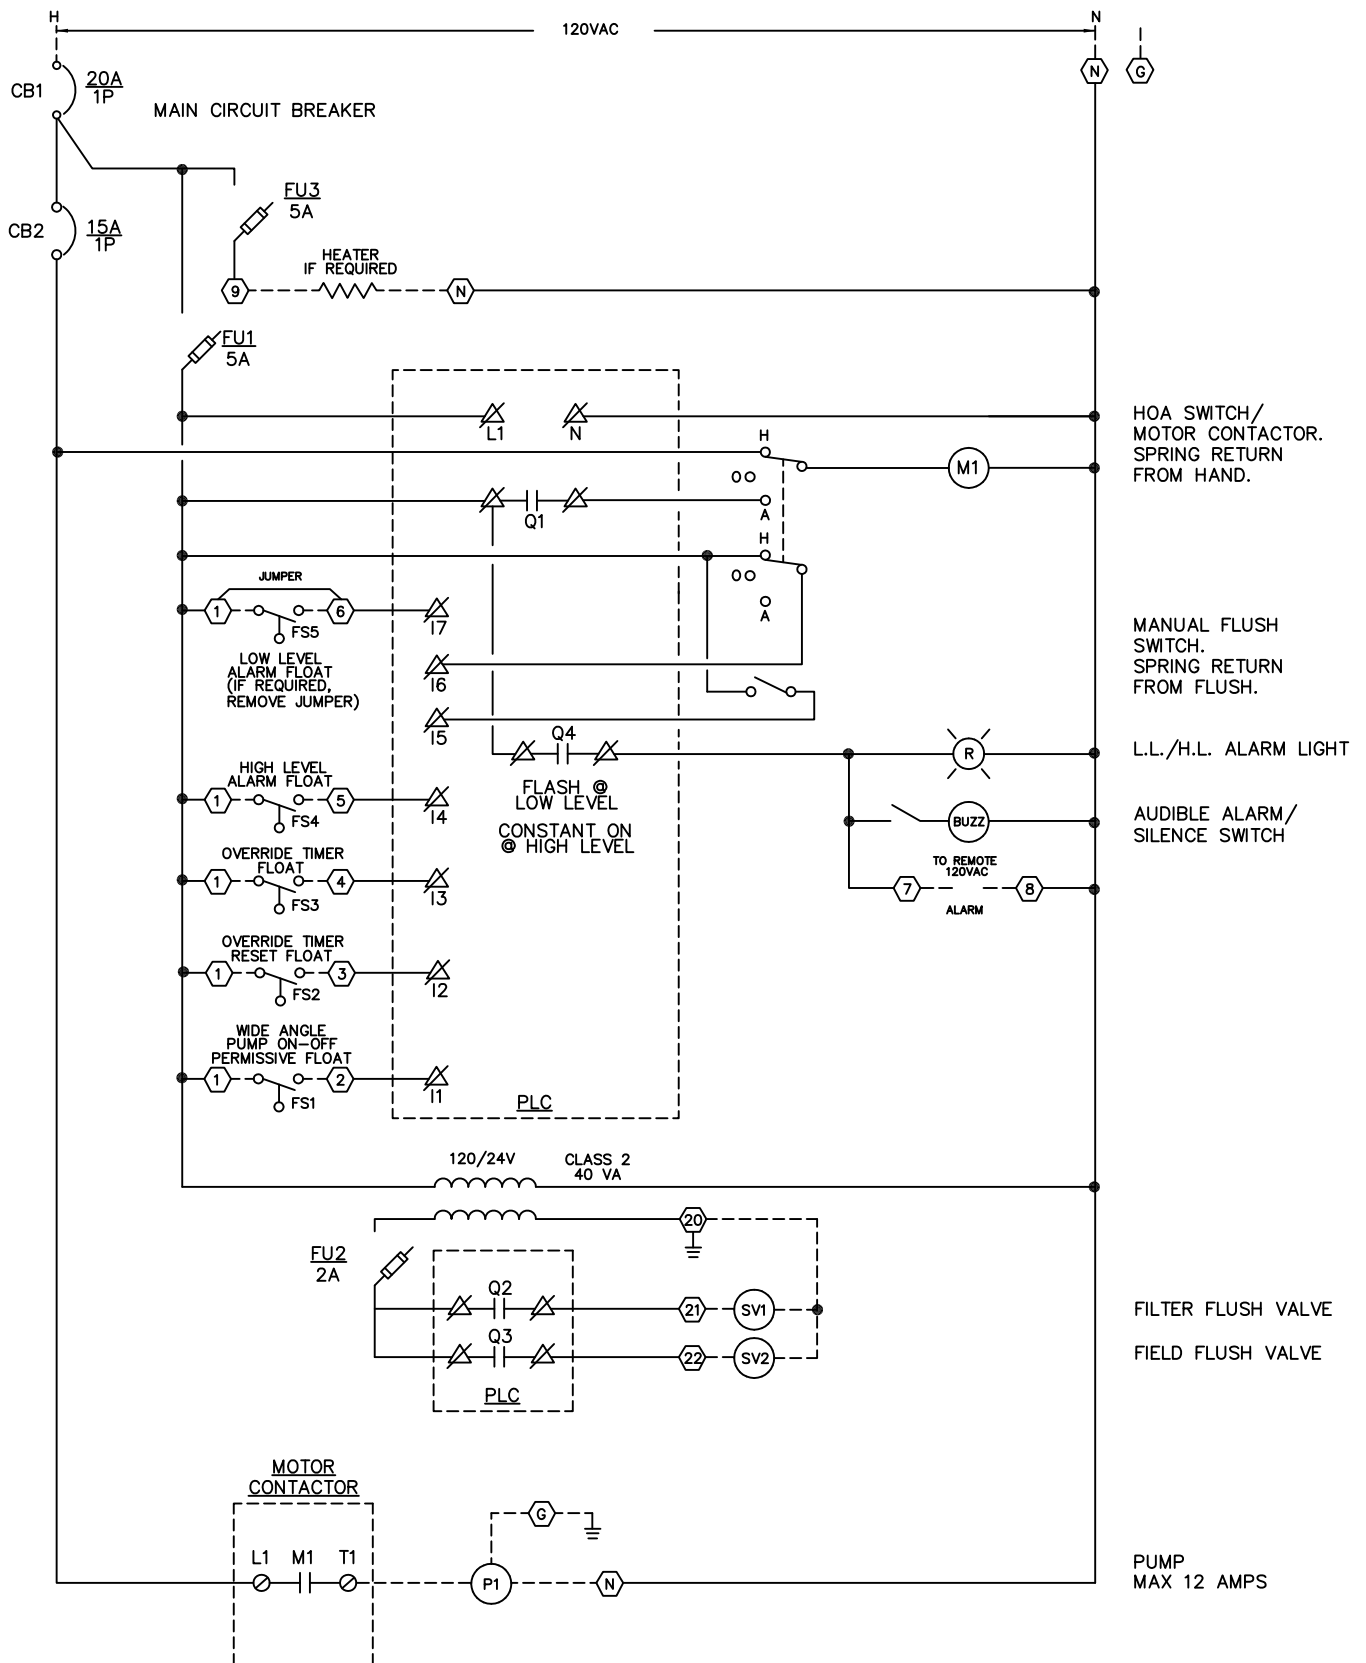 H
120VAC
N
N
G
CB1
20A
1P
MAIN CIRCUIT BREAKER
FU3
5A
CB2
15A
1P
HEATER
IF REQUIRED
9
N
FU1
5A
L1
N
H
O
A
M1
HOA SWITCH/
MOTOR CONTACTOR.
SPRING RETURN
FROM HAND.
Q1
H
O
A
JUMPER
1
6
FS5
I7
LOW LEVEL
ALARM FLOAT
(IF REQUIRED,
REMOVE JUMPER)
I6
MANUAL FLUSH
SWITCH.
SPRING RETURN
FROM FLUSH.
I5
Q4
FLASH @
LOW LEVEL
CONSTANT ON
@ HIGH LEVEL
R
L.L./H.L. ALARM LIGHT
HIGH LEVEL
ALARM FLOAT
1
5
FS4
I4
BUZZ
AUDIBLE ALARM/
SILENCE SWITCH
OVERRIDE TIMER
FLOAT
1
4
FS3
I3
TO REMOTE
120VAC
7
8
ALARM
OVERRIDE TIMER
RESET FLOAT
1
3
FS2
I2
WIDE ANGLE
PUMP ON-OFF
PERMISSIVE FLOAT
1
2
FS1
I1
PLC
120/24V
CLASS 2
40 VA
20
FU2
2A
Q2
21
SV1
FILTER FLUSH VALVE
Q3
22
SV2
FIELD FLUSH VALVE
PLC
MOTOR
CONTACTOR
G
L1
M1
T1
P1
N
PUMP
MAX 12 AMPS